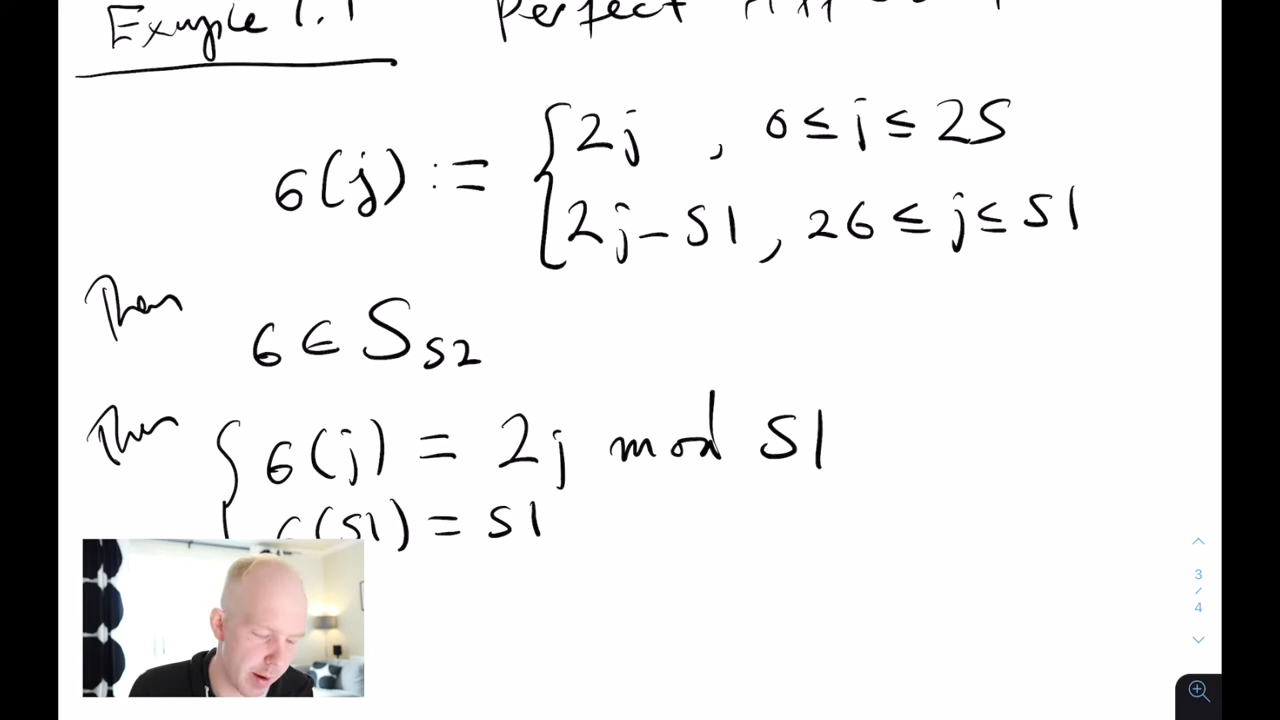 Example 1.1 Perfect
σ(j) := { 2j , 0 ≤ j ≤ 25
2j - 51 , 26 ≤ j ≤ 51
Then
σ ∈ S₅₂
Then { σ(j) = 2j mod 51
σ(51) = 51
3
/
4